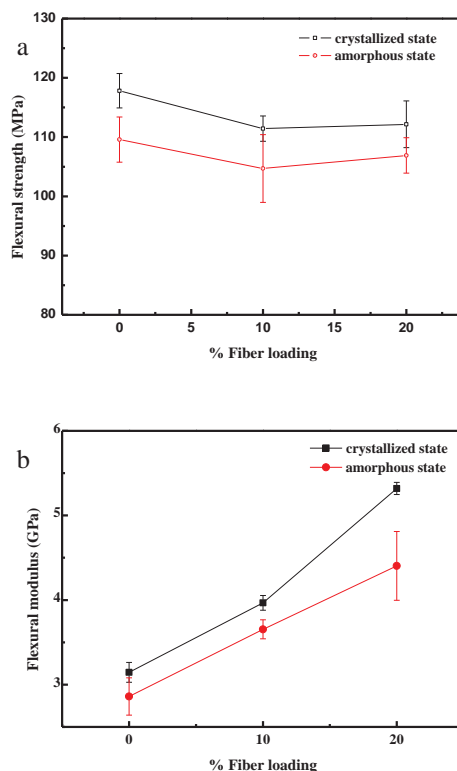 a
130
120
110
100
90
80
Flexural strength (MPa)
crystallized state
amorphous state
0
5
10
15
20
% Fiber loading
b
6
5
4
3
Flexural modulus (GPa)
crystallized state
amorphous state
0
10
20
% Fiber loading